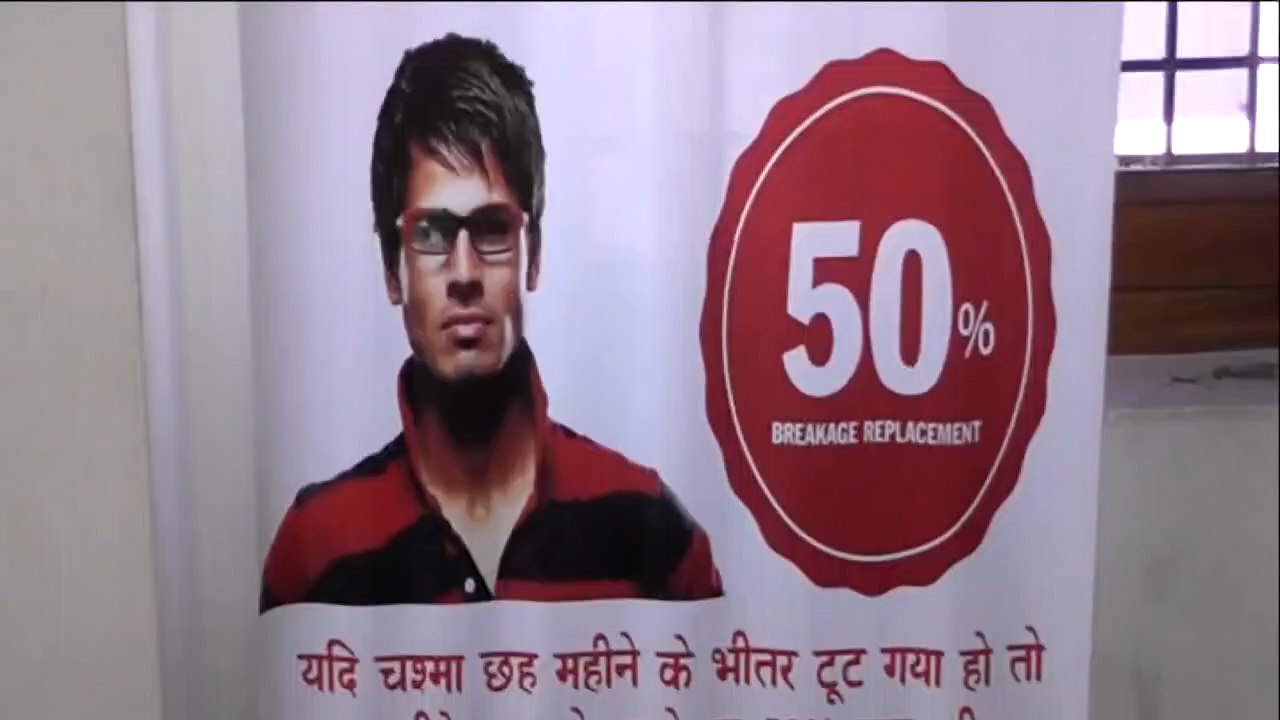 50%
BREAKAGE REPLACEMENT
यदि चश्मा छह महीने के भीतर टूट गया हो तो